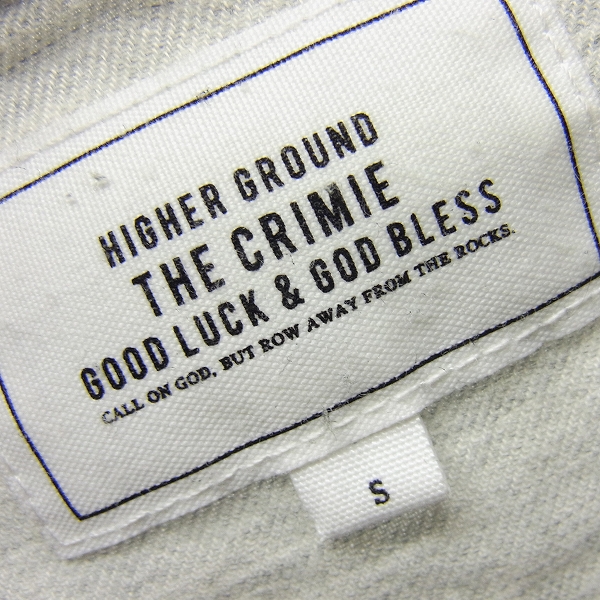 HIGHER GROUND
THE CRIMIE
GOOD LUCK & GOD BLESS
CALL ON GOD, BUT ROW AWAY FROM THE ROCKS.
S